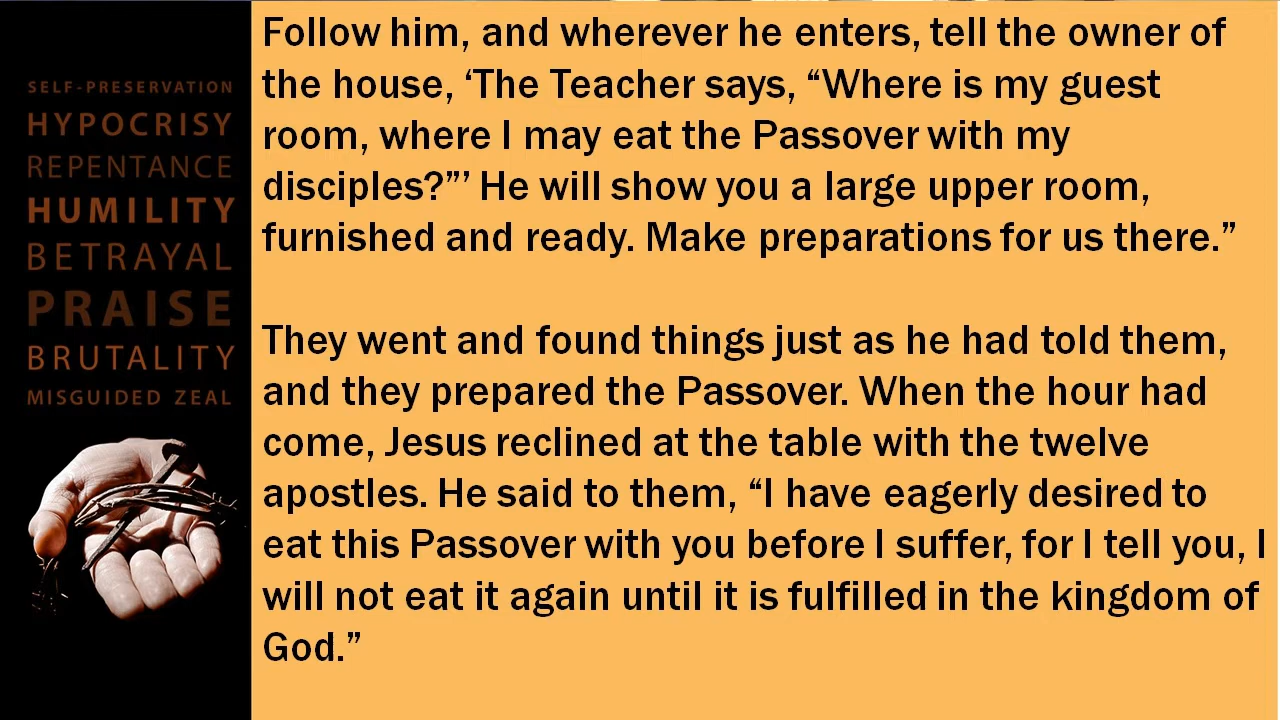 SELF-PRESERVATION
HYPOCRISY
REPENTANCE
HUMILITY
BETRAYAL
PRAISE
BRUTALITY
MISGUIDED ZEAL
Follow him, and wherever he enters, tell the owner of
the house, ‘The Teacher says, “Where is my guest
room, where I may eat the Passover with my
disciples?”’ He will show you a large upper room,
furnished and ready. Make preparations for us there.”
They went and found things just as he had told them,
and they prepared the Passover. When the hour had
come, Jesus reclined at the table with the twelve
apostles. He said to them, “I have eagerly desired to
eat this Passover with you before I suffer, for I tell you, I
will not eat it again until it is fulfilled in the kingdom of
God.”